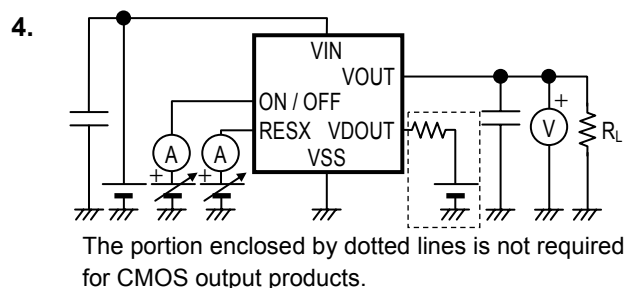 4.
VIN
VOUT
ON / OFF
RESX VDOUT
VSS
A
A
+
+
+
V
RL
The portion enclosed by dotted lines is not required
for CMOS output products.